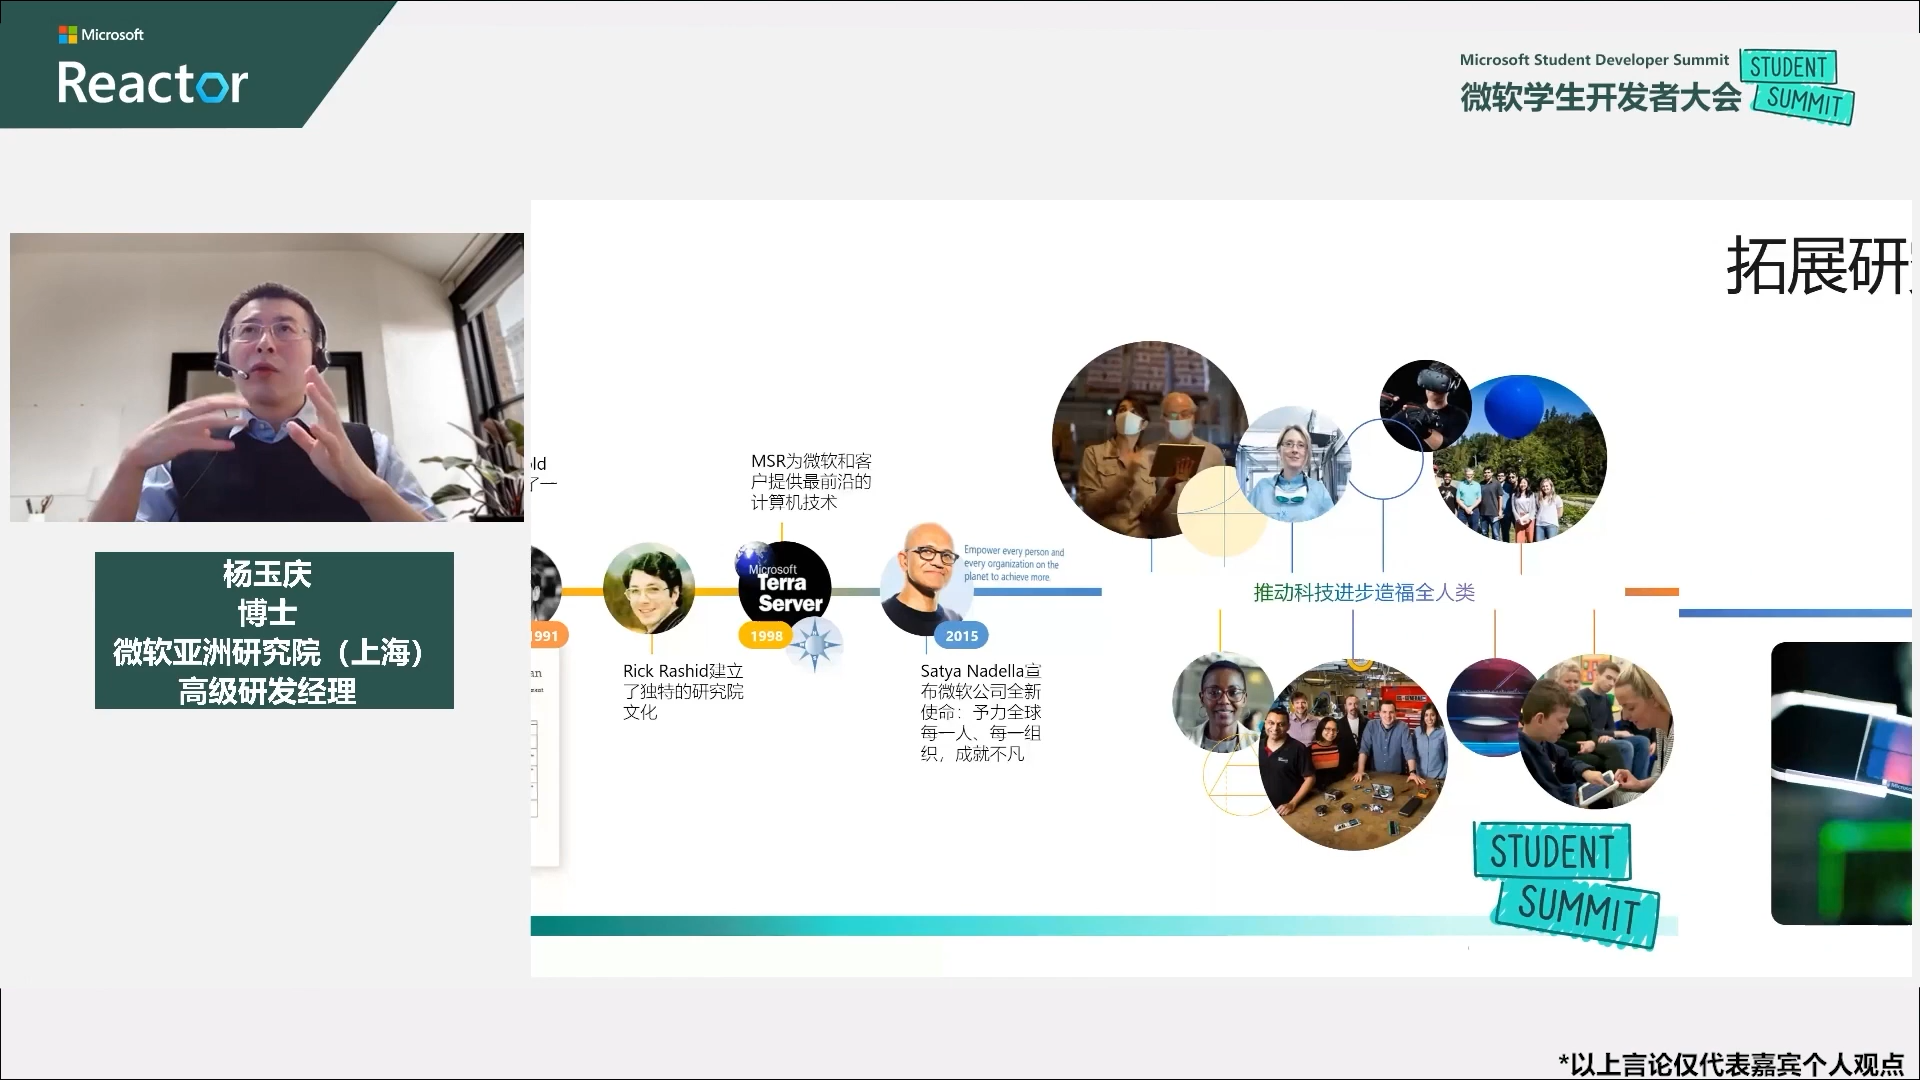 Microsoft
Reactor
Microsoft Student Developer Summit
微软学生开发者大会
STUDENT
SUMMIT
杨玉庆
博士
微软亚洲研究院（上海）
高级研发经理
拓展研
MSR为微软和客
户提供最前沿的
计算机技术
Microsoft
Terra
Server
Empower every person and
every organization on the
planet to achieve more.
991
1998
2015
Rick Rashid建立
了独特的研究院
文化
Satya Nadella宣
布微软公司全新
使命：予力全球
每一人、每一组
织，成就不凡
推动科技进步造福全人类
STUDENT
SUMMIT
*以上言论仅代表嘉宾个人观点